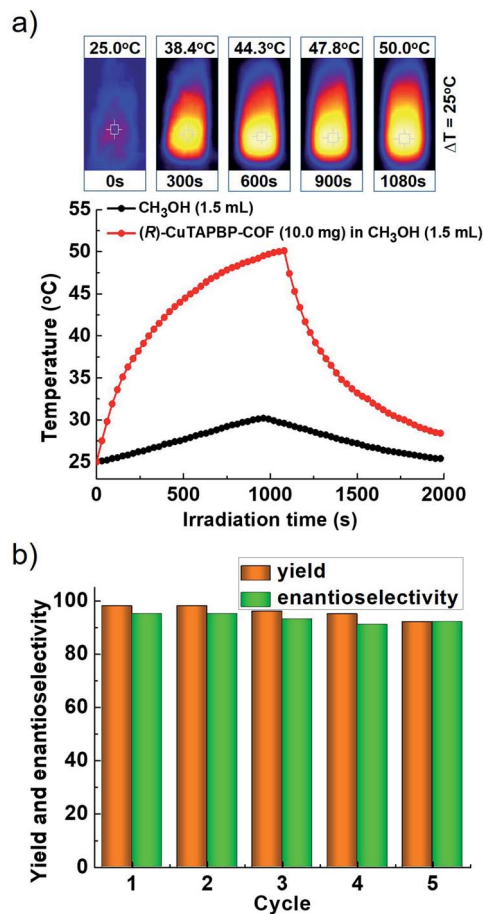 a)
25.0°C 38.4°C 44.3°C 47.8°C 50.0°C
ΔT = 25°C
0s 300s 600s 900s 1080s
CH₃OH (1.5 mL)
(R)-CuTAPBP-COF (10.0 mg) in CH₃OH (1.5 mL)
Temperature (°C)
55
50
45
40
35
30
25
0 500 1000 1500 2000
Irradiation time (s)
b)
yield
enantioselectivity
Yield and enantioselectivity
100
80
60
40
20
0
1 2 3 4 5
Cycle